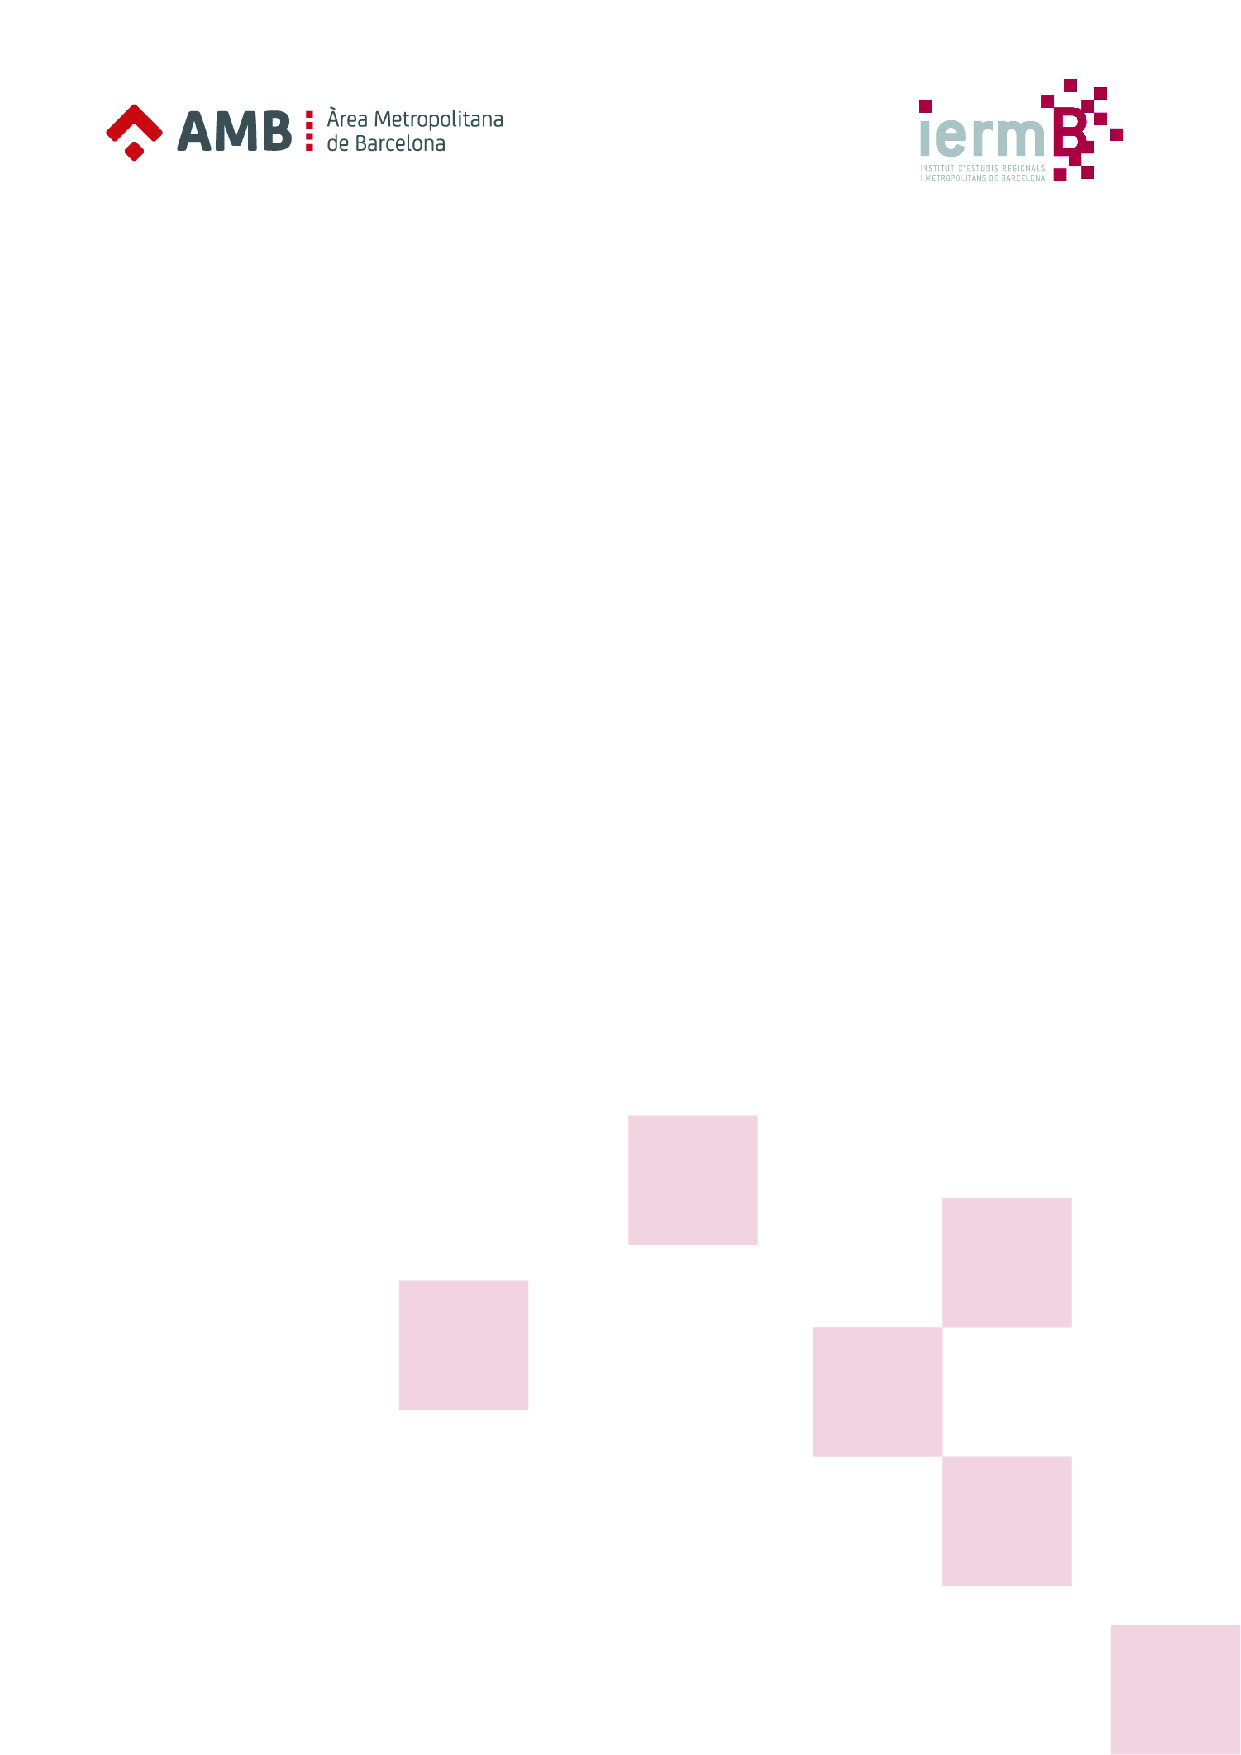 AMB
Àrea Metropolitana
de Barcelona
iermB
INSTITUT D'ESTUDIS REGIONALS
I METROPOLITANS DE BARCELONA